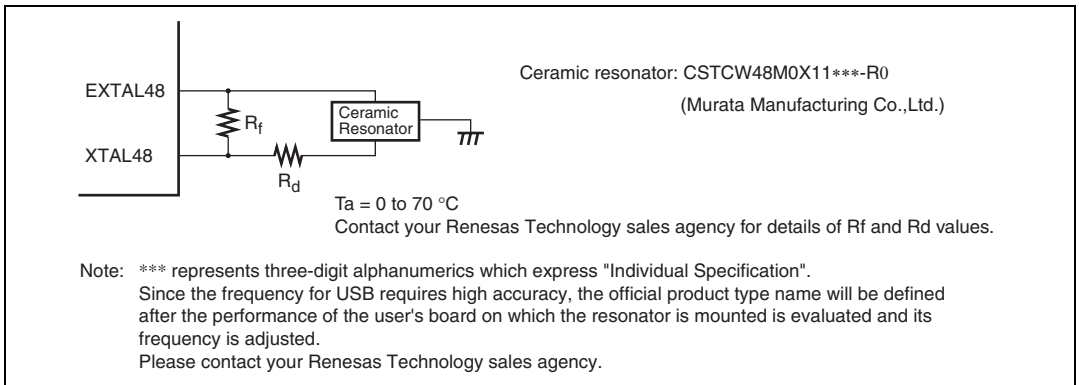 EXTAL48
XTAL48
Rf
Rd
Ceramic
Resonator
Ceramic resonator: CSTCW48M0X11***-R0
(Murata Manufacturing Co.,Ltd.)
Ta = 0 to 70 °C
Contact your Renesas Technology sales agency for details of Rf and Rd values.
Note: *** represents three-digit alphanumerics which express "Individual Specification".
Since the frequency for USB requires high accuracy, the official product type name will be defined
after the performance of the user's board on which the resonator is mounted is evaluated and its
frequency is adjusted.
Please contact your Renesas Technology sales agency.